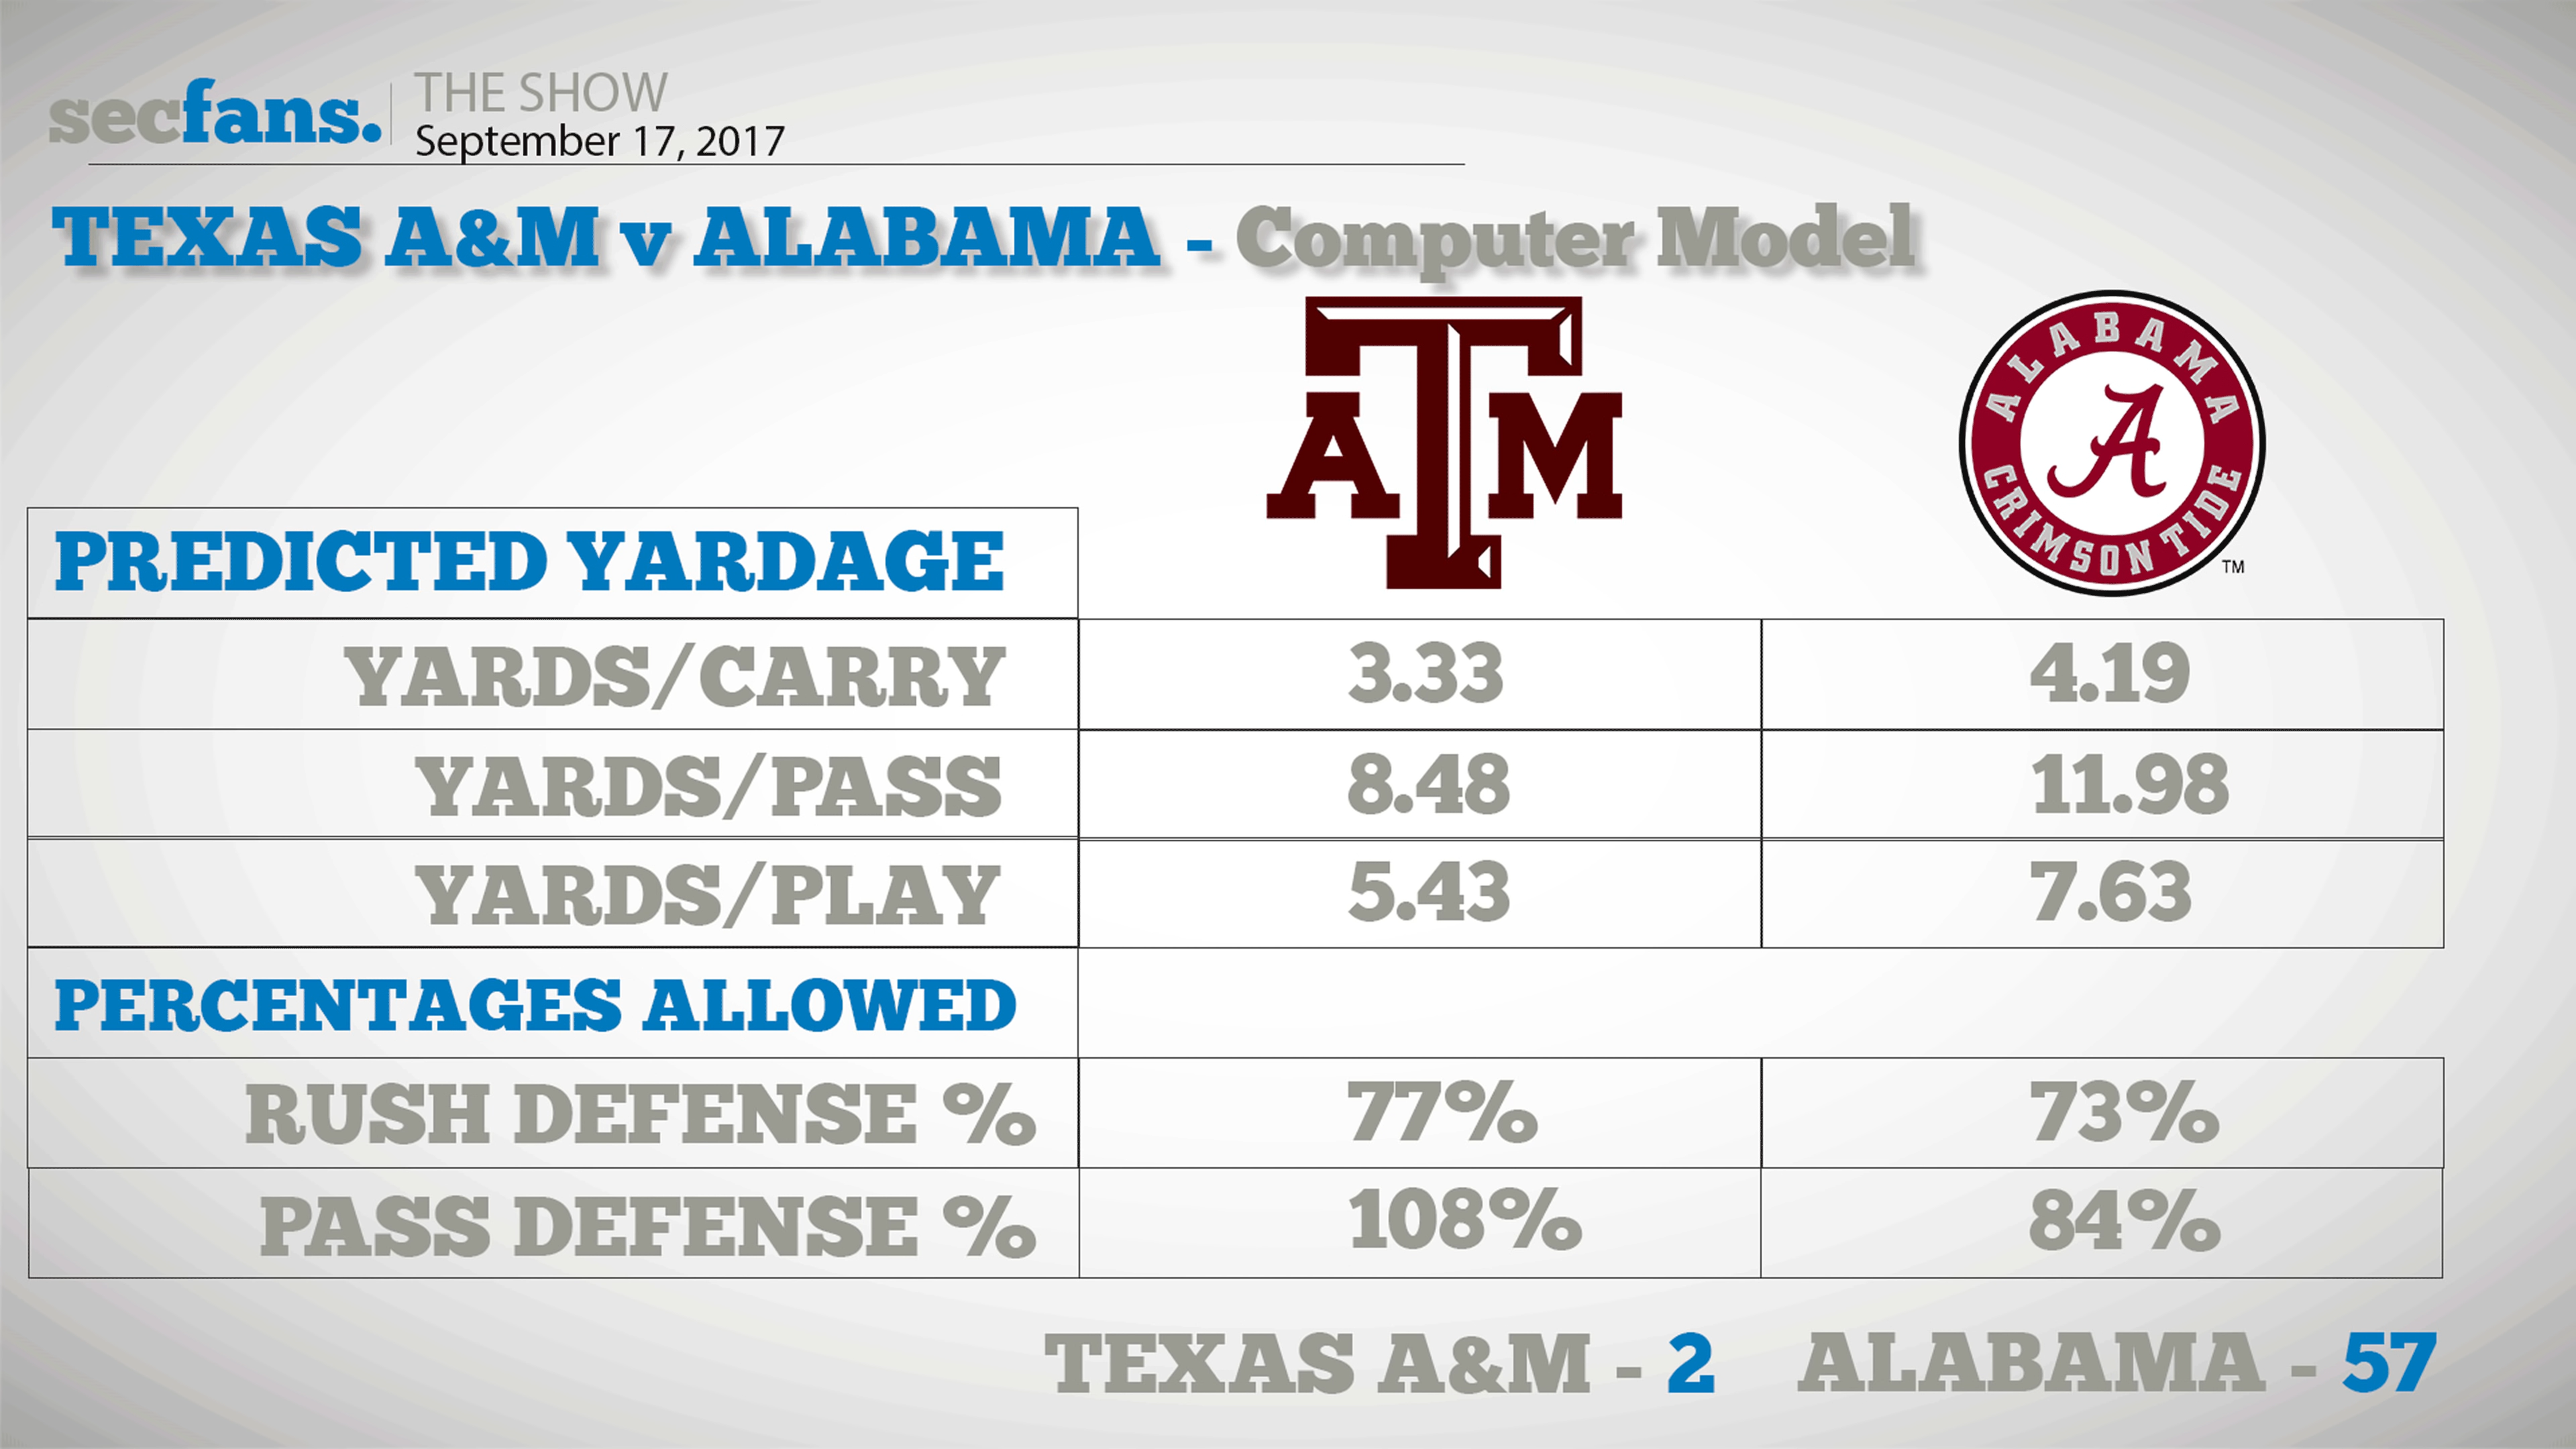 secfans. THE SHOW
September 17, 2017
TEXAS A&M v ALABAMA - Computer Model
ATM
ALABAMA
A
CRIMSON TIDE
TM
PREDICTED YARDAGE
YARDS/CARRY 3.33 4.19
YARDS/PASS 8.48 11.98
YARDS/PLAY 5.43 7.63
PERCENTAGES ALLOWED
RUSH DEFENSE % 77% 73%
PASS DEFENSE % 108% 84%
TEXAS A&M - 2 ALABAMA - 57